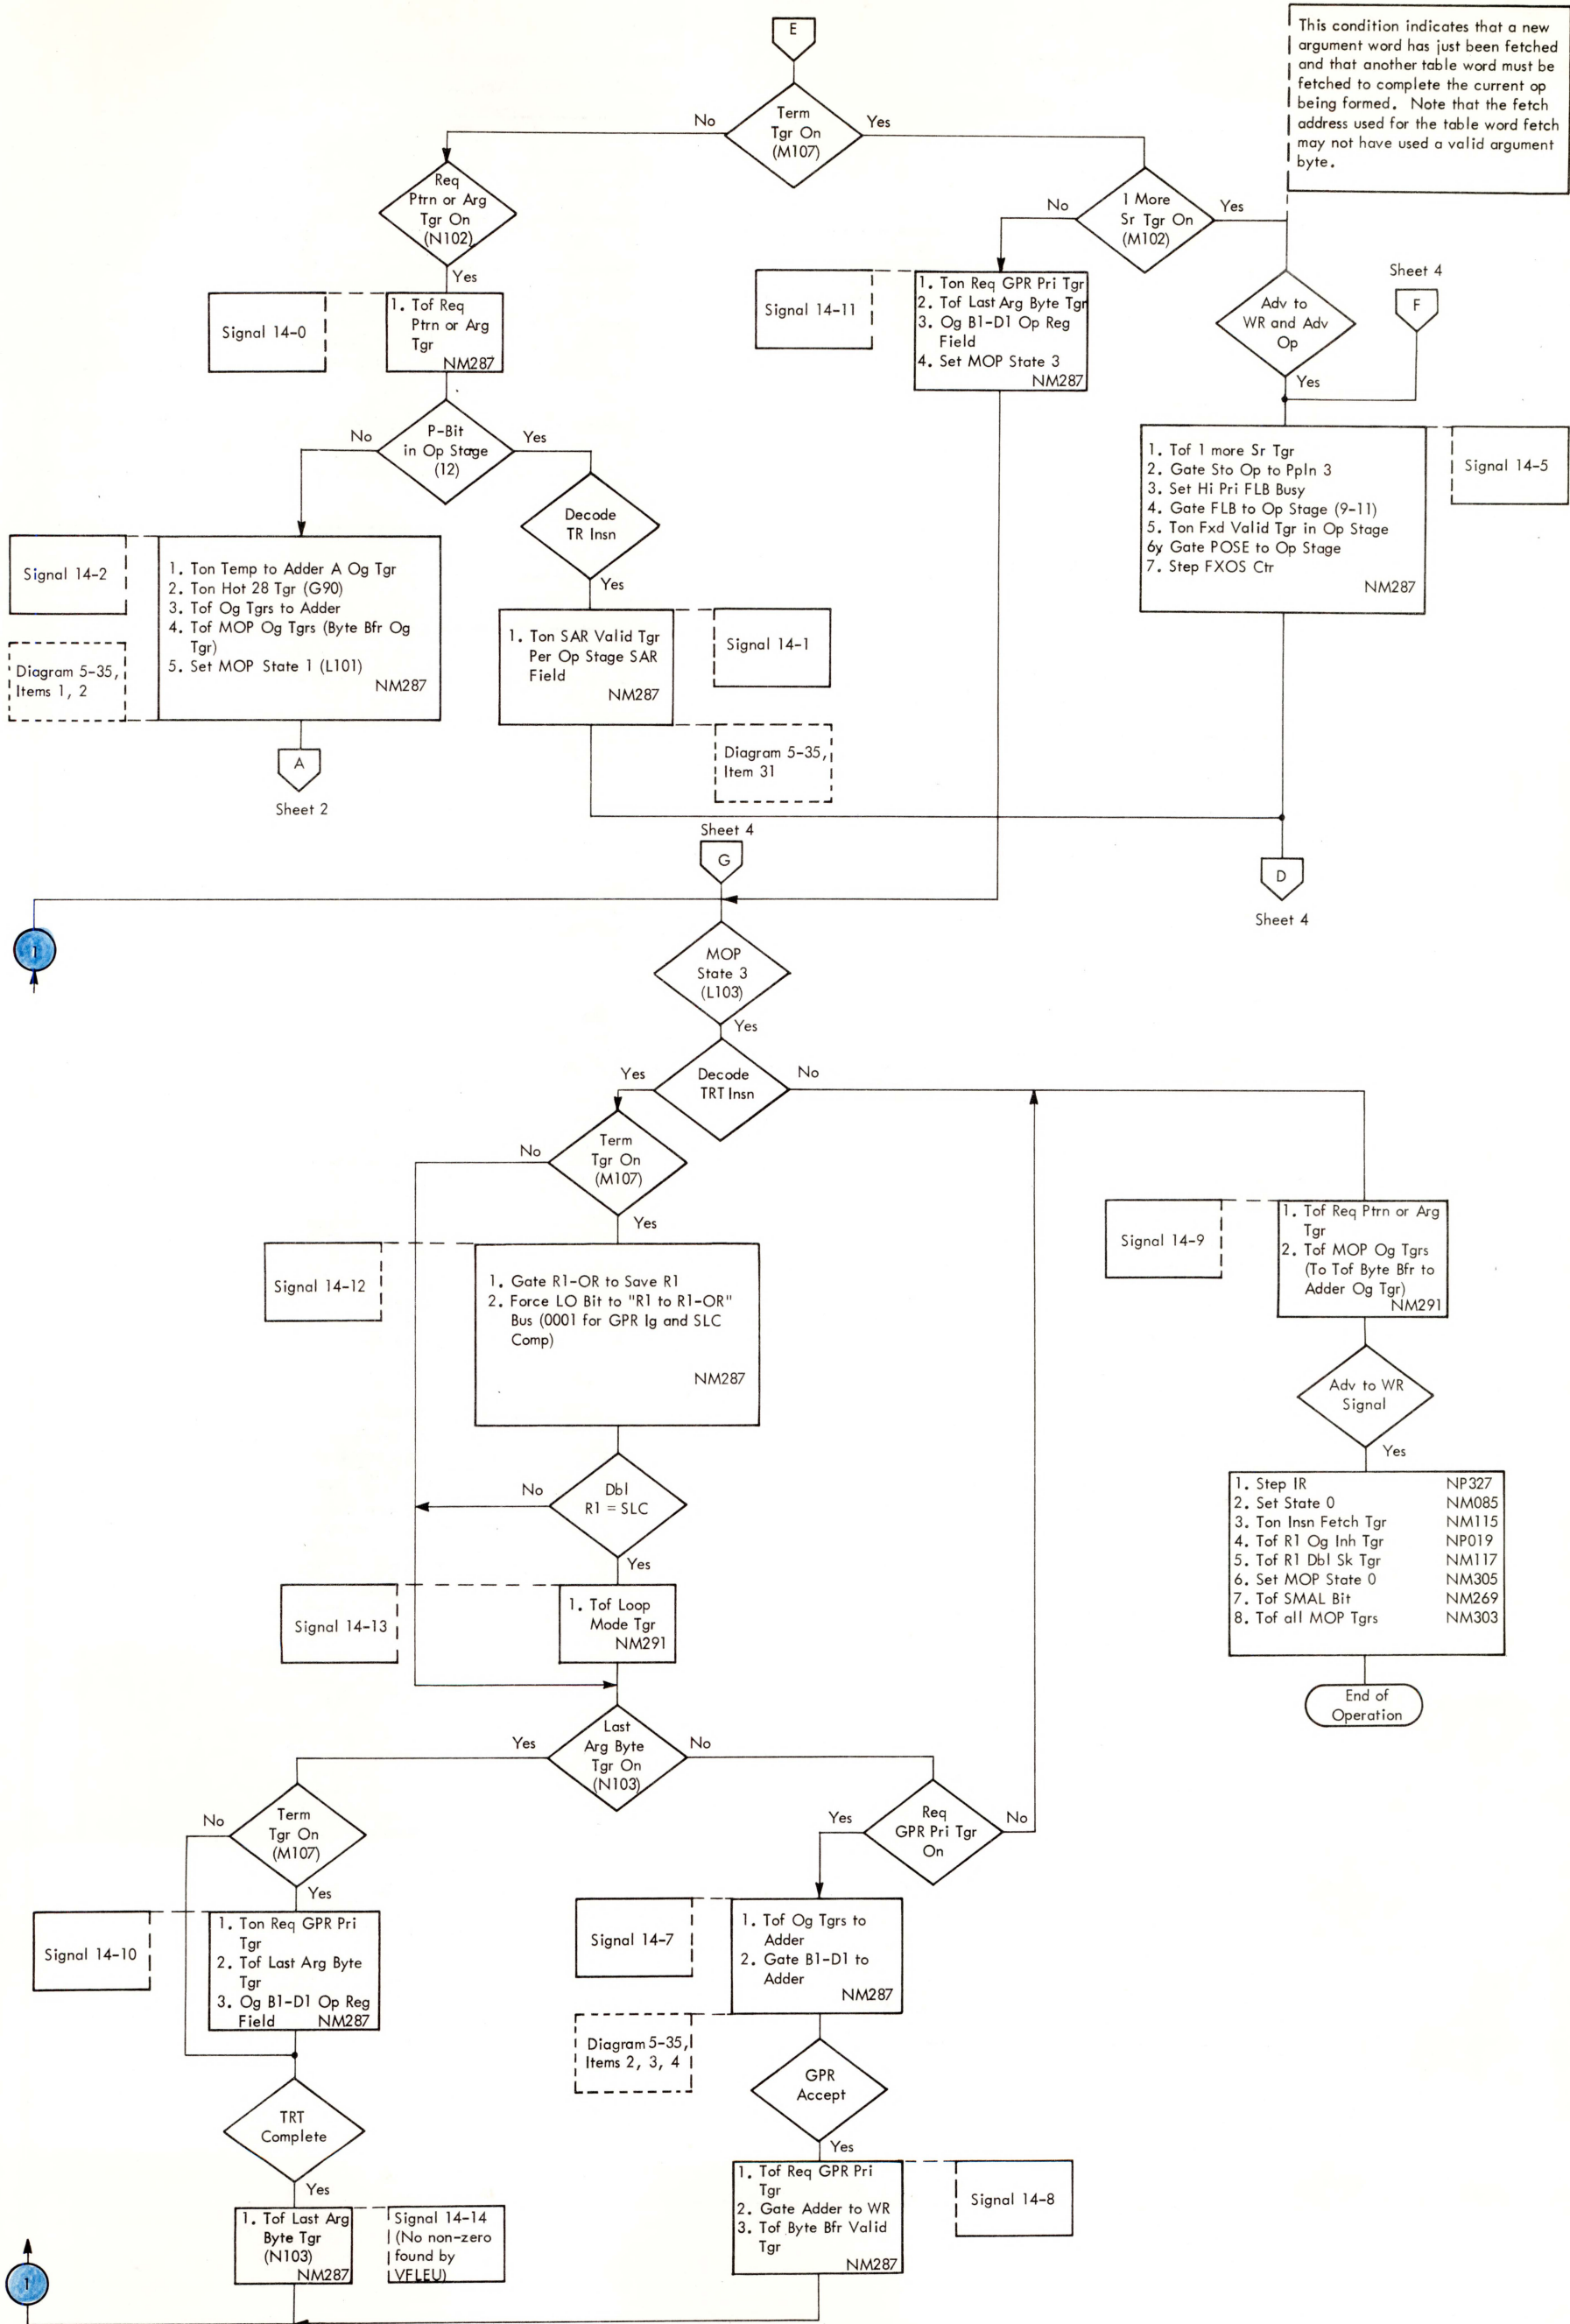 E
This condition indicates that a new
argument word has just been fetched
and that another table word must be
fetched to complete the current op
being formed. Note that the fetch
address used for the table word fetch
may not have used a valid argument
byte.
Term
Tgr On
(M107)
No
Yes
Req
Ptrn or Arg
Tgr On
(N102)
Yes
1 More
Sr Tgr On
(M102)
No
Yes
Signal 14-0
1. Tof Req
Ptrn or Arg
Tgr
NM287
Signal 14-11
1. Ton Req GPR Pri Tgr
2. Tof Last Arg Byte Tgr
3. Og B1-D1 Op Reg
Field
4. Set MOP State 3
NM287
Adv to
WR and Adv
Op
Yes
Sheet 4
F
P-Bit
in Op Stage
(12)
No
Yes
Decode
TR Insn
Yes
1. Tof 1 more Sr Tgr
2. Gate Sto Op to Ppln 3
3. Set Hi Pri FLB Busy
4. Gate FLB to Op Stage (9-11)
5. Ton Fxd Valid Tgr in Op Stage
6y Gate POSE to Op Stage
7. Step FXOS Ctr
NM287
Signal 14-5
Signal 14-2
1. Ton Temp to Adder A Og Tgr
2. Ton Hot 28 Tgr (G90)
3. Tof Og Tgrs to Adder
4. Tof MOP Og Tgrs (Byte Bfr Og
Tgr)
5. Set MOP State 1 (L101)
NM287
Diagram 5-35,
Items 1, 2
1. Ton SAR Valid Tgr
Per Op Stage SAR
Field
NM287
Signal 14-1
Diagram 5-35,
Item 31
A
Sheet 2
Sheet 4
G
D
Sheet 4
1
MOP
State 3
(L103)
Yes
Decode
TRT Insn
Yes
No
Term
Tgr On
(M107)
No
Yes
Signal 14-12
1. Gate R1-OR to Save R1
2. Force LO Bit to "R1 to R1-OR"
Bus (0001 for GPR Ig and SLC
Comp)
NM287
Signal 14-9
1. Tof Req Ptrn or Arg
Tgr
2. Tof MOP Og Tgrs
(To Tof Byte Bfr to
Adder Og Tgr)
NM291
Adv to WR
Signal
Yes
Dbl
R1 = SLC
No
Yes
1. Step IR NP327
2. Set State 0 NM085
3. Ton Insn Fetch Tgr NM115
4. Tof R1 Og Inh Tgr NP019
5. Tof R1 Dbl Sk Tgr NM117
6. Set MOP State 0 NM305
7. Tof SMAL Bit NM269
8. Tof all MOP Tgrs NM303
Signal 14-13
1. Tof Loop
Mode Tgr
NM291
End of
Operation
Last
Arg Byte
Tgr On
(N103)
Yes
No
Term
Tgr On
(M107)
No
Yes
Req
GPR Pri Tgr
On
Yes
No
Signal 14-10
1. Ton Req GPR Pri
Tgr
2. Tof Last Arg Byte
Tgr
3. Og B1-D1 Op Reg
Field NM287
Signal 14-7
1. Tof Og Tgrs to
Adder
2. Gate B1-D1 to
Adder
NM287
Diagram 5-35,
Items 2, 3, 4
GPR
Accept
Yes
TRT
Complete
Yes
1. Tof Req GPR Pri
Tgr
2. Gate Adder to WR
3. Tof Byte Bfr Valid
Tgr
NM287
Signal 14-8
1. Tof Last Arg
Byte Tgr
(N103)
NM287
Signal 14-14
(No non-zero
found by
VFLEU)
1